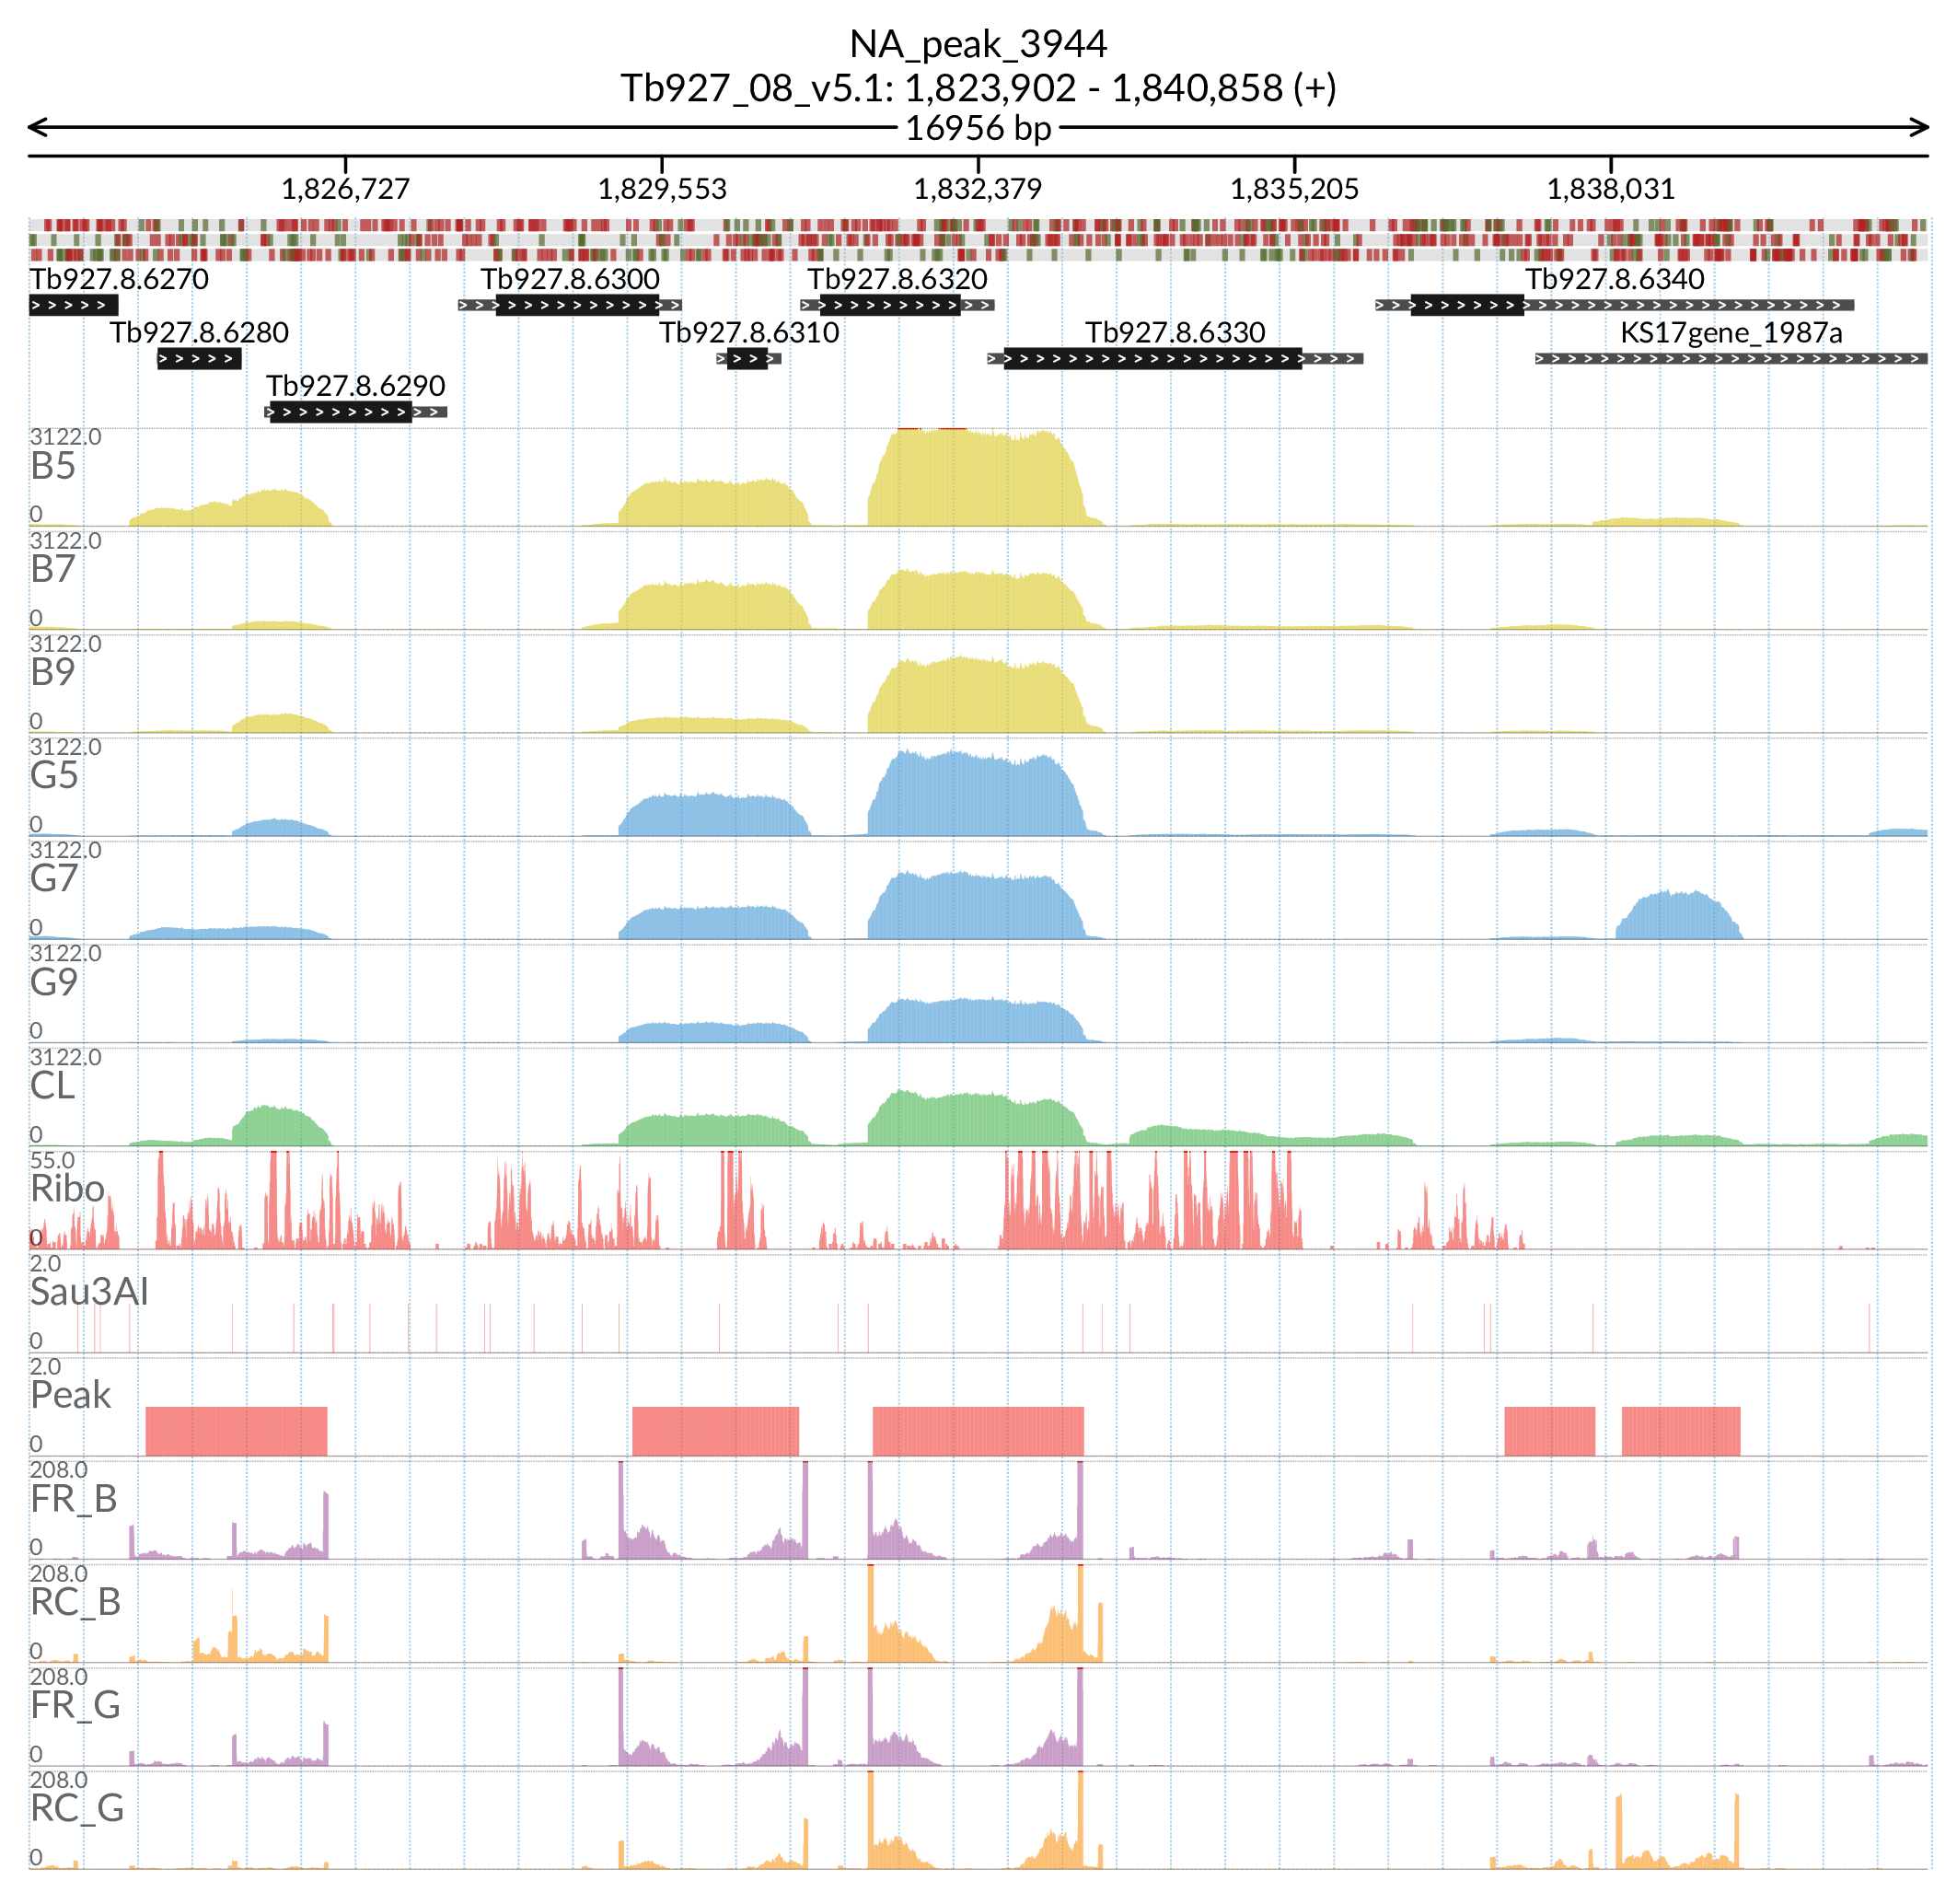 NA_peak_3944
Tb927_08_v5.1: 1,823,902 - 1,840,858 (+)
16956 bp
1,826,727 1,829,553 1,832,379 1,835,205 1,838,031
Tb927.8.6270 Tb927.8.6300 Tb927.8.6320 Tb927.8.6340
Tb927.8.6280 Tb927.8.6310 Tb927.8.6330 KS17gene_1987a
Tb927.8.6290
3122.0
B5
0
3122.0
B7
0
3122.0
B9
0
3122.0
G5
0
3122.0
G7
0
3122.0
G9
0
3122.0
CL
0
55.0
Ribo
0
2.0
Sau3AI
0
2.0
Peak
0
208.0
FR_B
0
208.0
RC_B
0
208.0
FR_G
0
208.0
RC_G
0